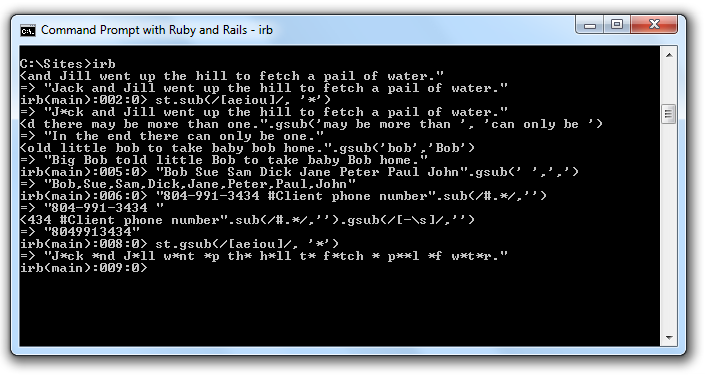 Command Prompt with Ruby and Rails - irb
C:\Sites>irb
<and Jill went up the hill to fetch a pail of water."
=> "Jack and Jill went up the hill to fetch a pail of water."
irb(main):002:0> st.sub(/[aeiou]/, '*')
=> "J*ck and Jill went up the hill to fetch a pail of water."
<d there may be more than one.".gsub('may be more than ', 'can only be ')
=> "In the end there can only be one."
<old little bob to take baby bob home.".gsub('bob','Bob')
=> "Big Bob told little Bob to take baby Bob home."
irb(main):005:0> "Bob Sue Sam Dick Jane Peter Paul John".gsub(' ',',')
=> "Bob,Sue,Sam,Dick,Jane,Peter,Paul,John"
irb(main):006:0> "804-991-3434 #Client phone number".sub(/#.*/,'')
=> "804-991-3434 "
<434 #Client phone number".sub(/#.*/,'').gsub(/[-\s]/,'')
=> "8049913434"
irb(main):008:0> st.gsub(/[aeiou]/, '*')
=> "J*ck *nd J*ll w*nt *p th* h*ll t* f*tch * p**l *f w*t*r."
irb(main):009:0>